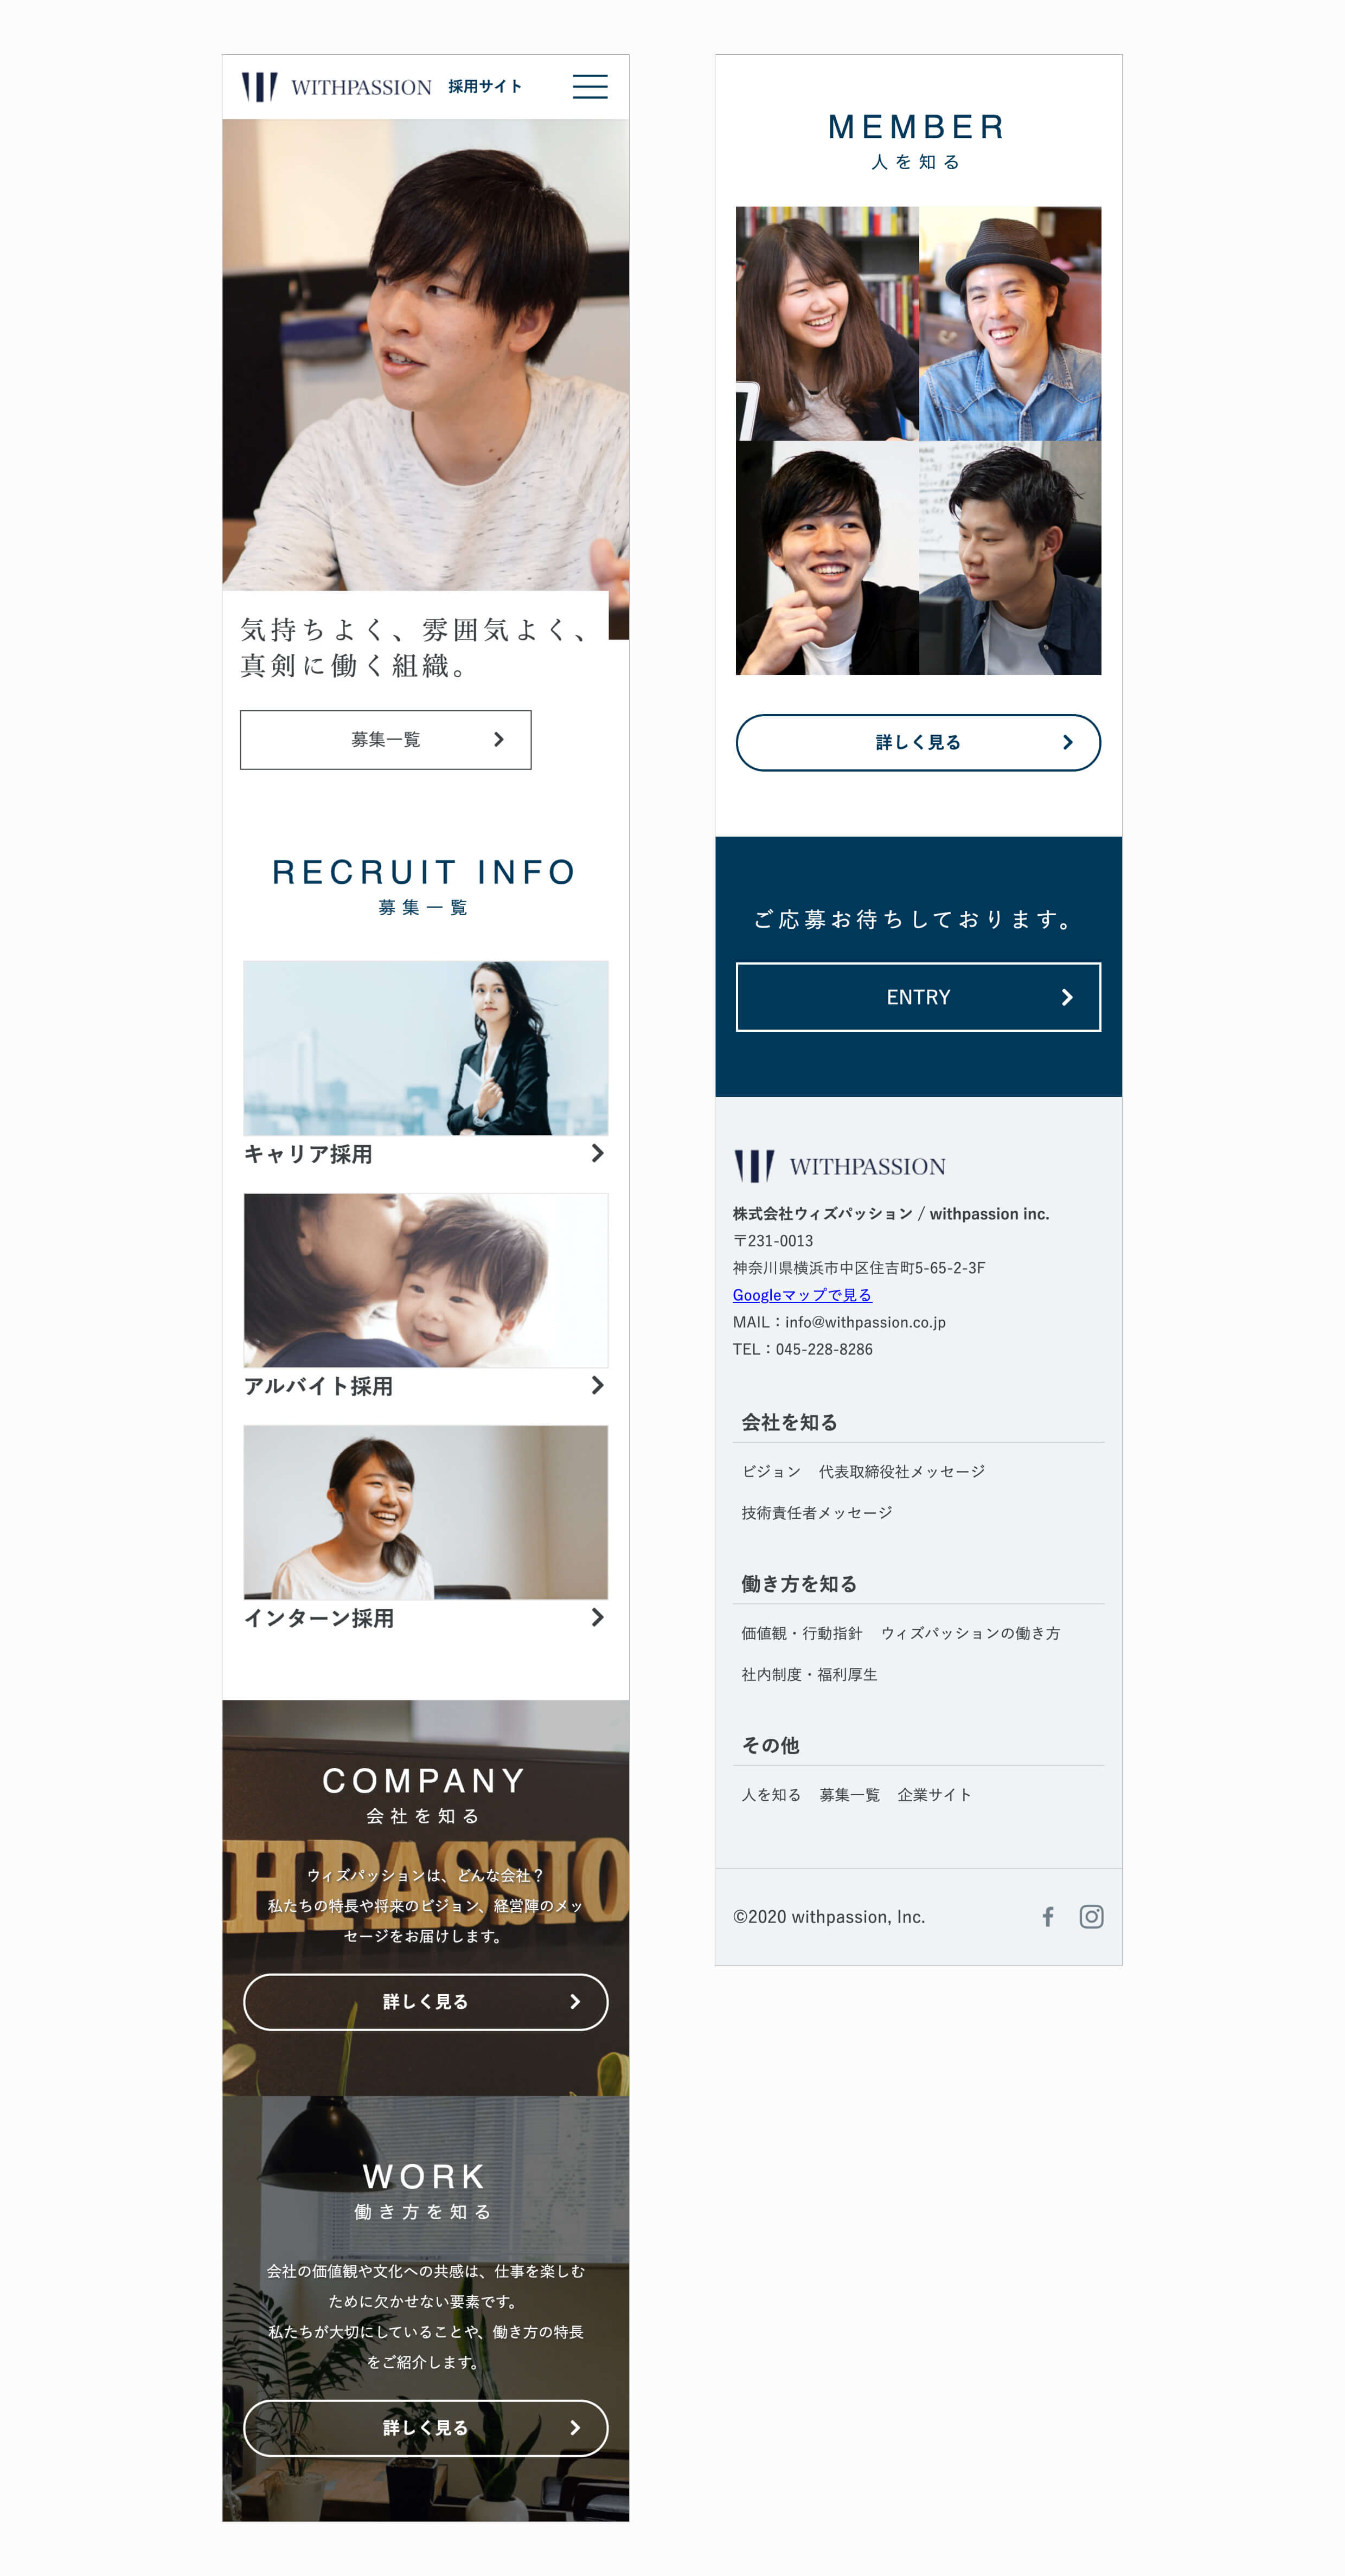 WITHPASSION 採用サイト
気持ちよく、雰囲気よく、
真剣に働く組織。
募集一覧
RECRUIT INFO
募集一覧
キャリア採用
アルバイト採用
インターン採用
COMPANY
会社を知る
HPASSIO
ウィズパッションは、どんな会社？
私たちの特長や将来のビジョン、経営陣のメッ
セージをお届けします。
詳しく見る
WORK
働き方を知る
会社の価値観や文化への共感は、仕事を楽しむ
ために欠かせない要素です。
私たちが大切にしていることや、働き方の特長
をご紹介します。
詳しく見る
MEMBER
人を知る
詳しく見る
ご応募お待ちしております。
ENTRY
WITHPASSION
株式会社ウィズパッション / withpassion inc.
〒231-0013
神奈川県横浜市中区住吉町5-65-2-3F
Googleマップで見る
MAIL：info@withpassion.co.jp
TEL：045-228-8286
会社を知る
ビジョン 代表取締役社メッセージ
技術責任者メッセージ
働き方を知る
価値観・行動指針 ウィズパッションの働き方
社内制度・福利厚生
その他
人を知る 募集一覧 企業サイト
©2020 withpassion, Inc.